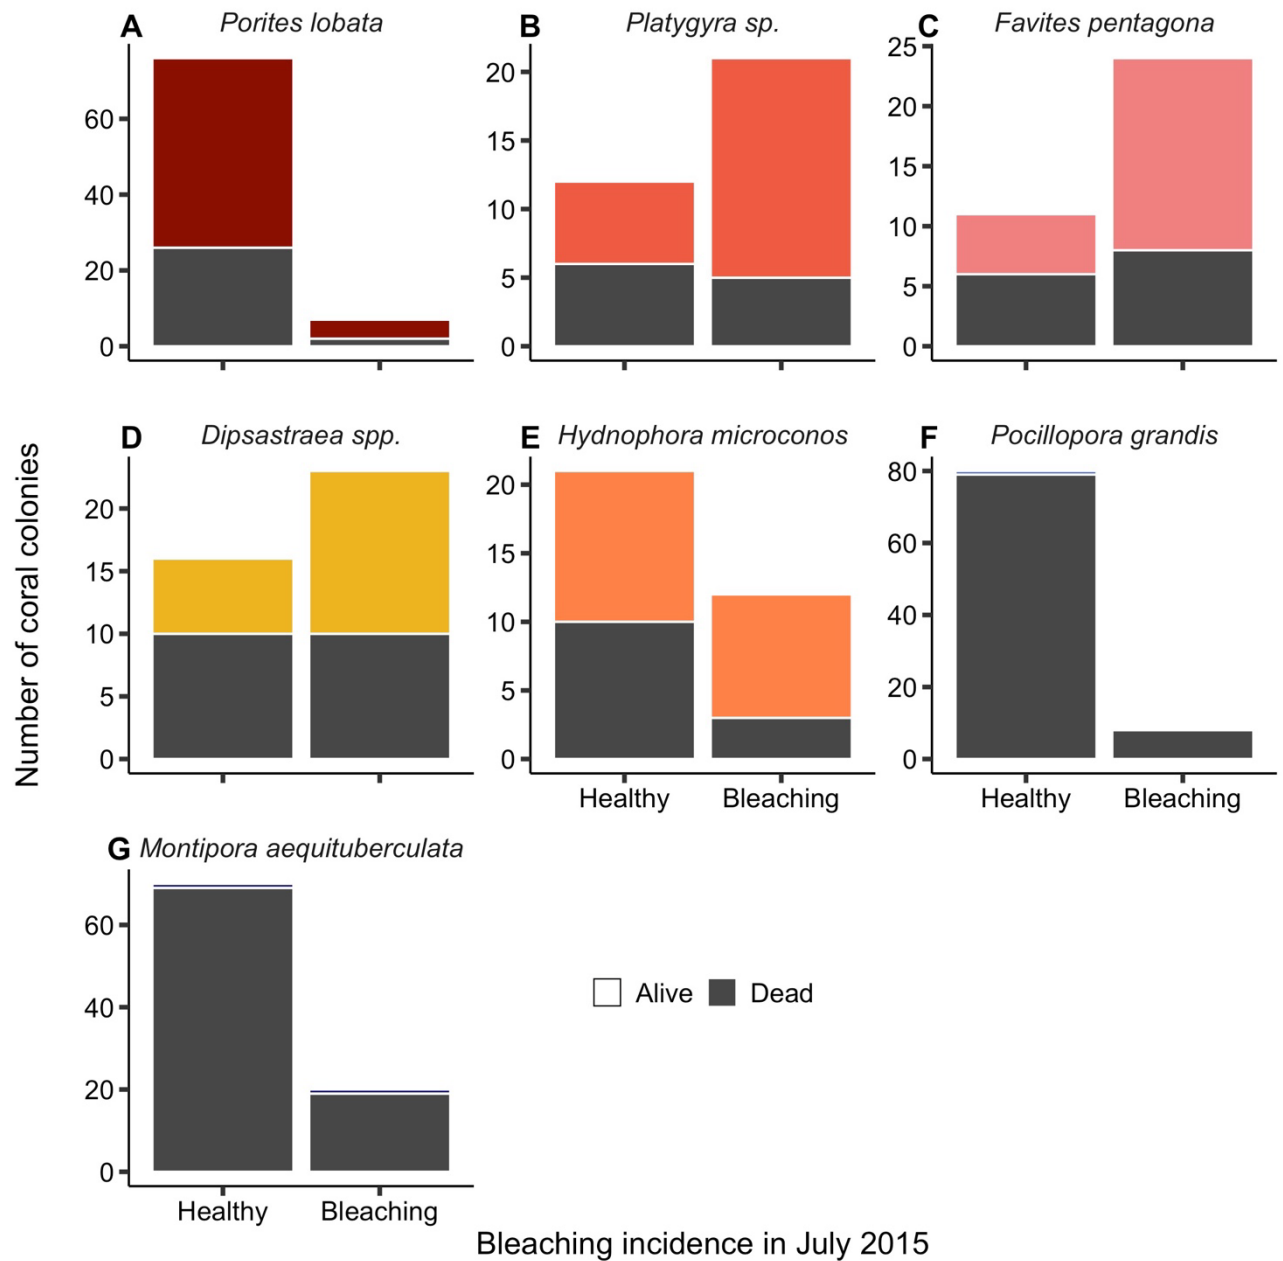 A Porites lobata
B Platygyra sp.
C Favites pentagona
60
40
20
0
20
15
10
5
0
25
20
15
10
5
0
Number of coral colonies
D Dipsastraea spp.
E Hydnophora microconos
F Pocillopora grandis
20
15
10
5
0
20
15
10
5
0
Healthy Bleaching
80
60
40
20
0
Healthy Bleaching
G Montipora aequituberculata
60
40
20
0
Healthy Bleaching
Alive Dead
Bleaching incidence in July 2015